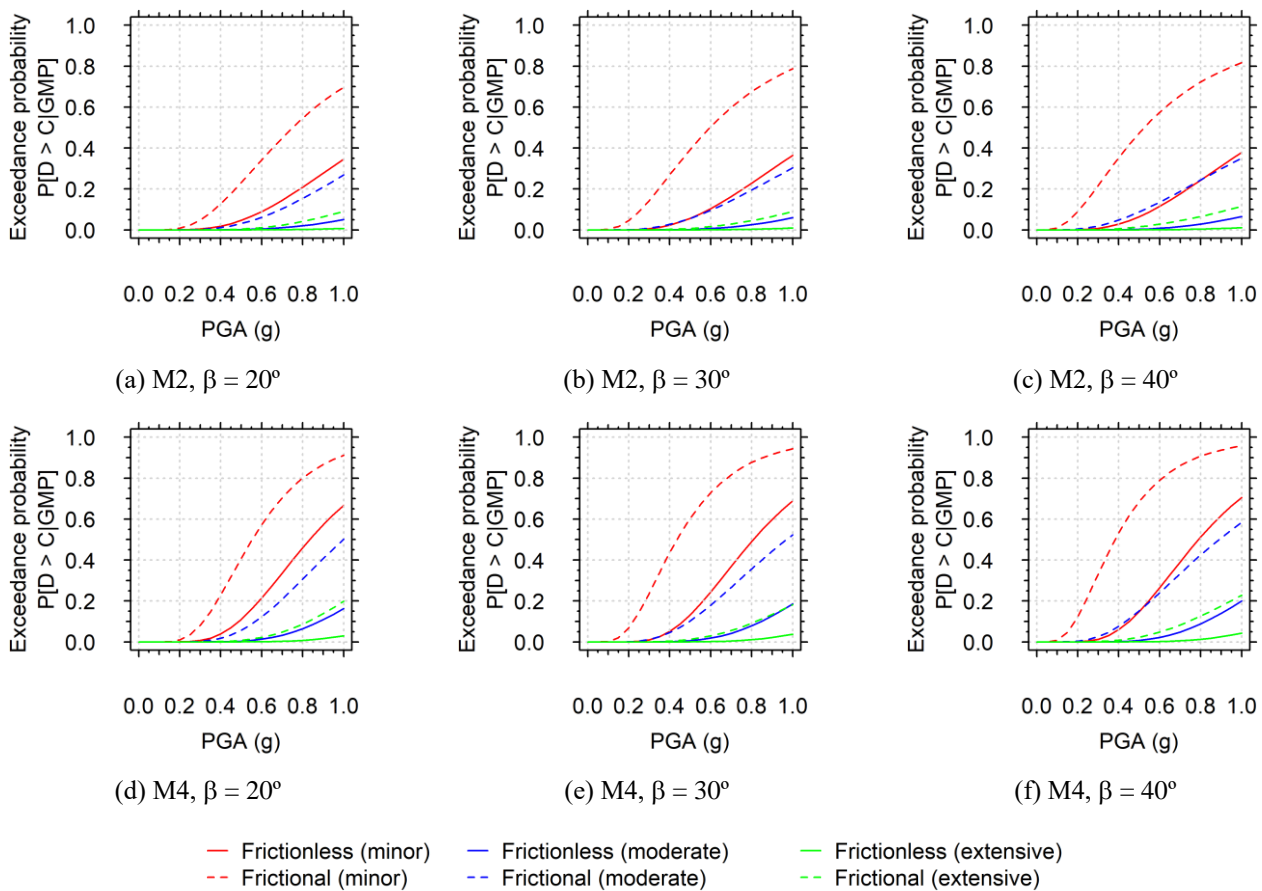 Exceedance probability
P[D > C|GMP]
1.0
0.8
0.6
0.4
0.2
0.0
0.0 0.2 0.4 0.6 0.8 1.0
PGA (g)
(a) M2, β = 20º
Exceedance probability
P[D > C|GMP]
1.0
0.8
0.6
0.4
0.2
0.0
0.0 0.2 0.4 0.6 0.8 1.0
PGA (g)
(b) M2, β = 30º
Exceedance probability
P[D > C|GMP]
1.0
0.8
0.6
0.4
0.2
0.0
0.0 0.2 0.4 0.6 0.8 1.0
PGA (g)
(c) M2, β = 40º
Exceedance probability
P[D > C|GMP]
1.0
0.8
0.6
0.4
0.2
0.0
0.0 0.2 0.4 0.6 0.8 1.0
PGA (g)
(d) M4, β = 20º
Exceedance probability
P[D > C|GMP]
1.0
0.8
0.6
0.4
0.2
0.0
0.0 0.2 0.4 0.6 0.8 1.0
PGA (g)
(e) M4, β = 30º
Exceedance probability
P[D > C|GMP]
1.0
0.8
0.6
0.4
0.2
0.0
0.0 0.2 0.4 0.6 0.8 1.0
PGA (g)
(f) M4, β = 40º
Frictionless (minor)
Frictional (minor)
Frictionless (moderate)
Frictional (moderate)
Frictionless (extensive)
Frictional (extensive)